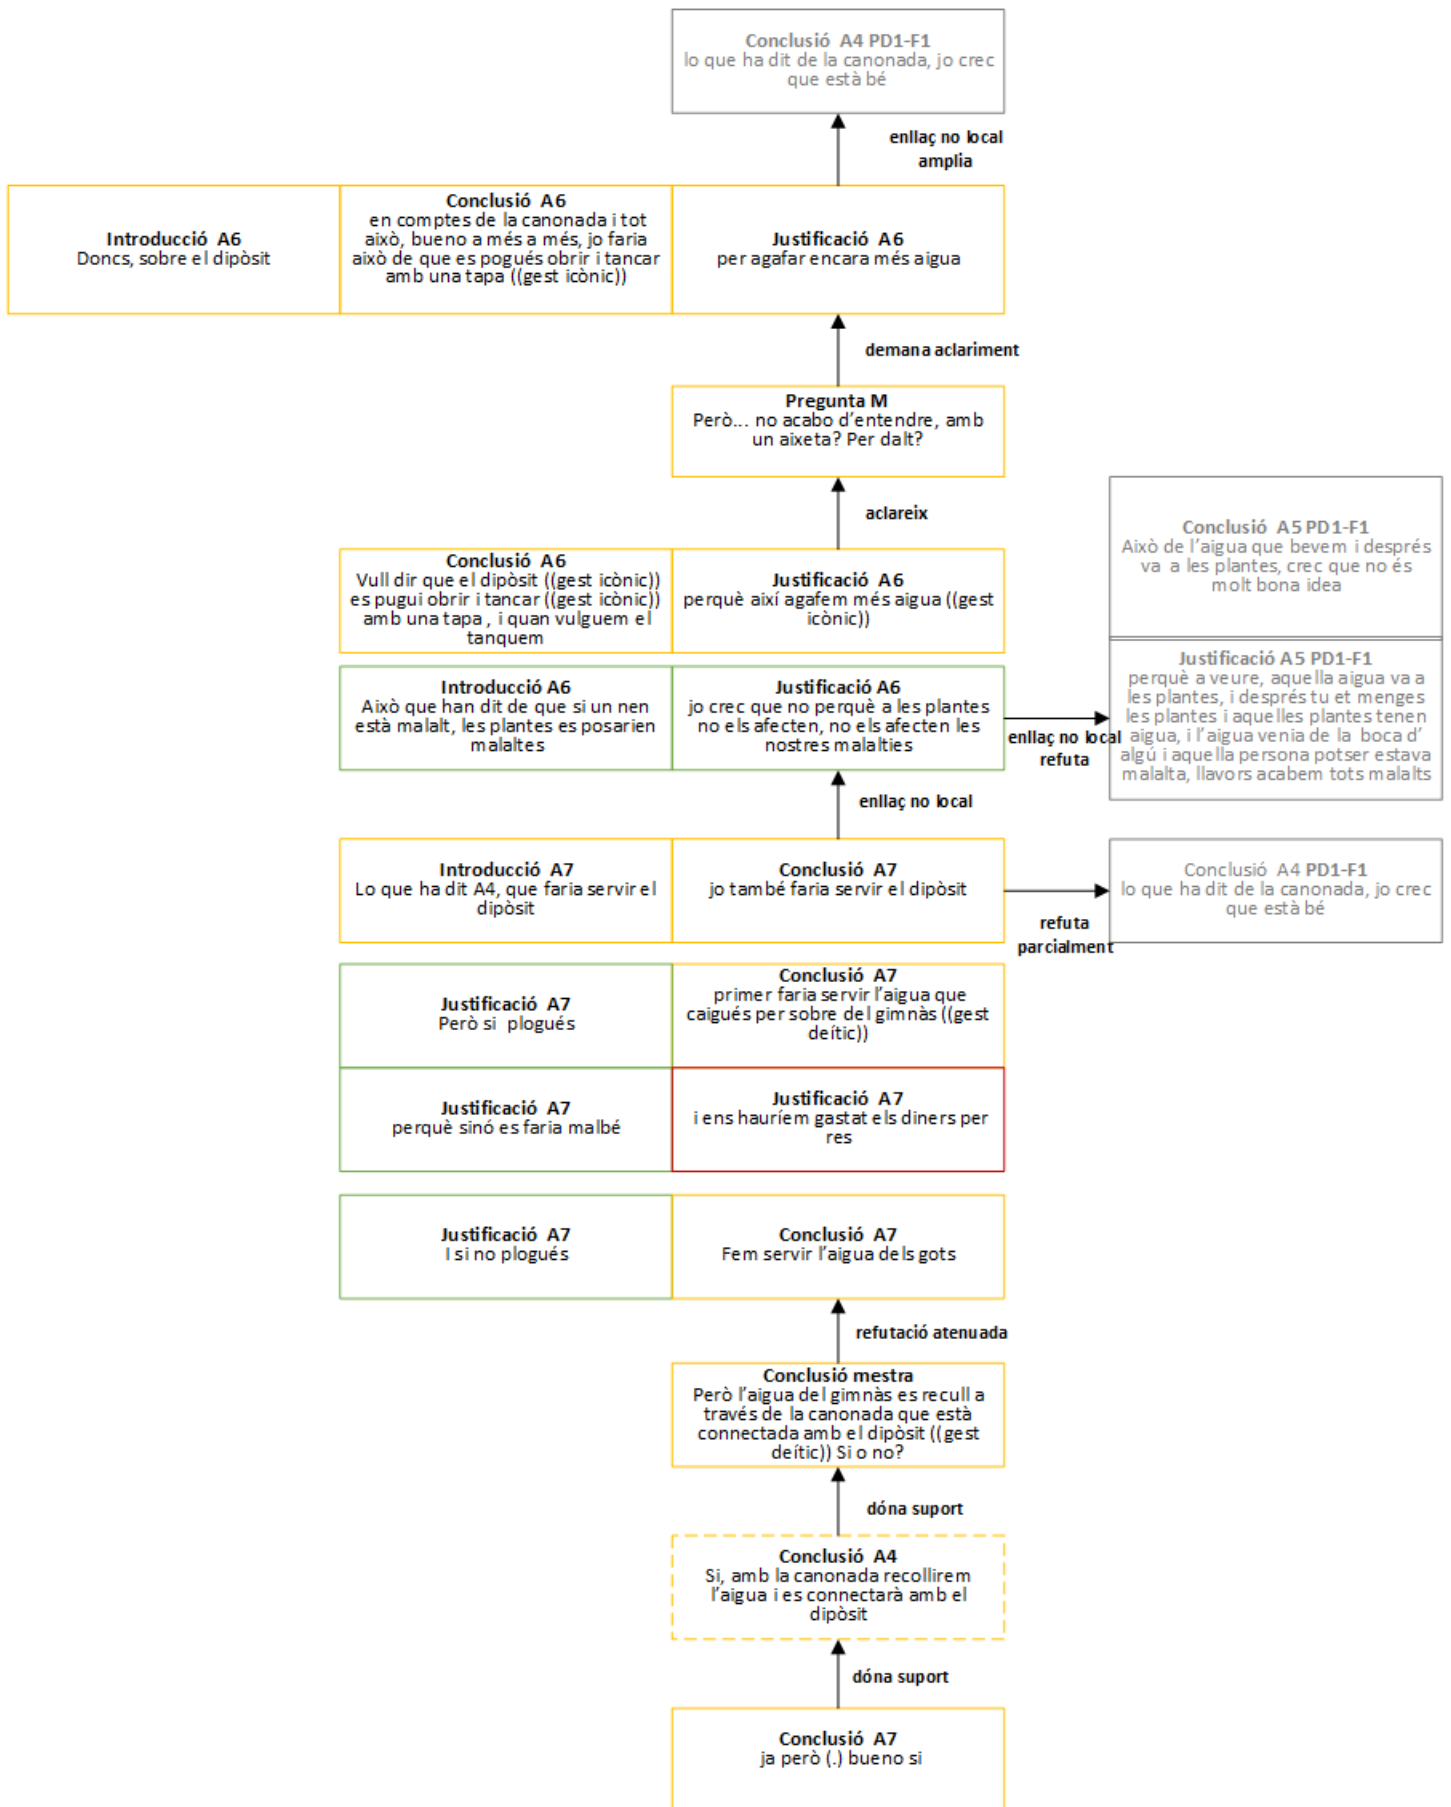 Conclusió A4 PD1-F1
lo que ha dit de la canonada, jo crec
que està bé
enllaç no local
amplia
Introducció A6
Doncs, sobre el dipòsit
Conclusió A6
en comptes de la canonada i tot
això, bueno a més a més, jo faria
això de que es pogués obrir i tancar
amb una tapa ((gest icònic))
Justificació A6
per agafar encara més aigua
demana aclariment
Pregunta M
Però... no acabo d'entendre, amb
un aixeta? Per dalt?
aclareix
Conclusió A6
Vull dir que el dipòsit ((gest icònic))
es pugui obrir i tancar ((gest icònic))
amb una tapa , i quan vulguem el
tanquem
Justificació A6
perquè així agafem més aigua ((gest
icònic))
Conclusió A5 PD1-F1
Això de l'aigua que bevem i després
va a les plantes, crec que no és
molt bona idea
Introducció A6
Això que han dit de que si un nen
està malalt, les plantes es posarien
malaltes
Justificació A6
jo crec que no perquè a les plantes
no els afecten, no els afecten les
nostres malalties
enllaç no local
refuta
Justificació A5 PD1-F1
perquè a veure, aquella aigua va a
les plantes, i després tu et menges
les plantes i aquelles plantes tenen
aigua, i l'aigua venia de la boca d'
algú i aquella persona potser estava
malalta, llavors acabem tots malalts
enllaç no local
Introducció A7
Lo que ha dit A4, que faria servir el
dipòsit
Conclusió A7
jo també faria servir el dipòsit
refuta
parcialment
Conclusió A4 PD1-F1
lo que ha dit de la canonada, jo crec
que està bé
Justificació A7
Però si plogués
Conclusió A7
primer faria servir l'aigua que
caigués per sobre del gimnàs ((gest
deític))
Justificació A7
perquè sinó es faria malbé
Justificació A7
i ens hauríem gastat els diners per
res
Justificació A7
I si no plogués
Conclusió A7
Fem servir l'aigua dels gots
refutació atenuada
Conclusió mestra
Però l'aigua del gimnàs es recull a
través de la canonada que està
connectada amb el dipòsit ((gest
deític)) Si o no?
dóna suport
Conclusió A4
Si, amb la canonada recollirem
l'aigua i es connectarà amb el
dipòsit
dóna suport
Conclusió A7
ja però (.) bueno si